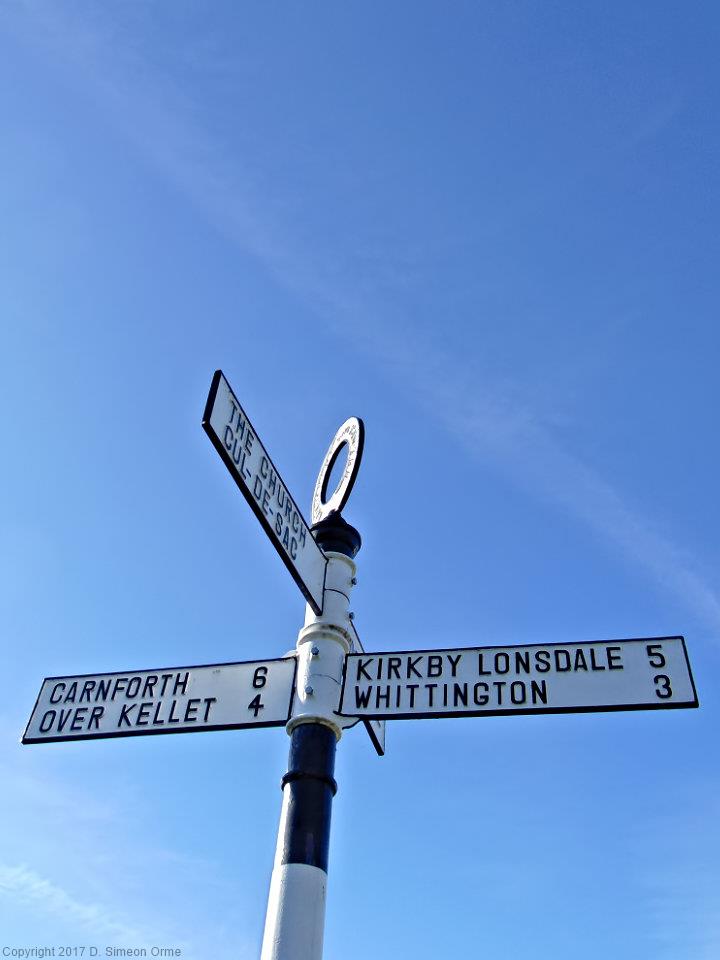 THE CHURCH
CUL-DE-SAC
CARNFORTH 6
OVER KELLET 4
KIRKBY LONSDALE 5
WHITTINGTON 3
Copyright 2017 D. Simeon Orme